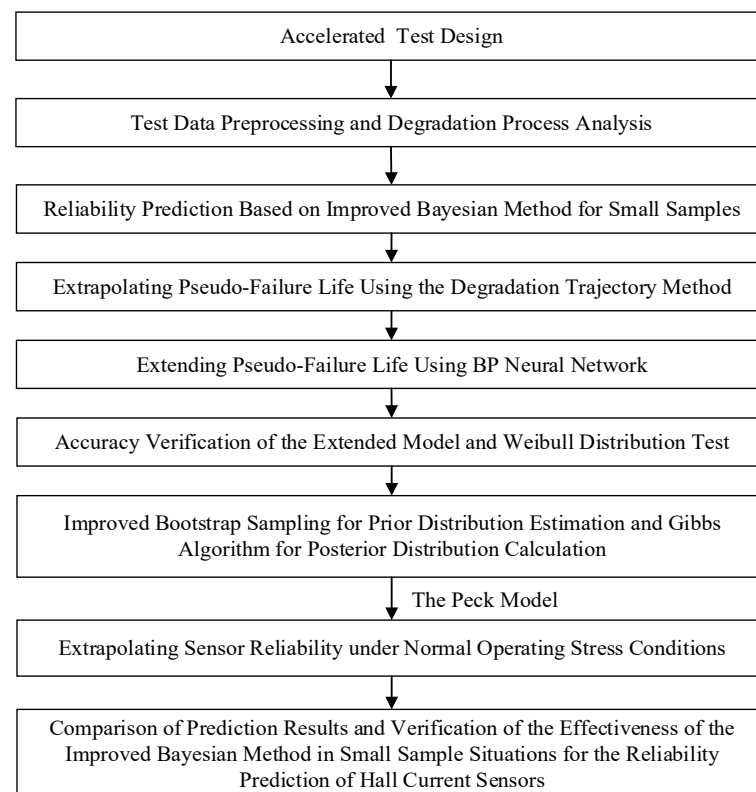 Accelerated Test Design
Test Data Preprocessing and Degradation Process Analysis
Reliability Prediction Based on Improved Bayesian Method for Small Samples
Extrapolating Pseudo-Failure Life Using the Degradation Trajectory Method
Extending Pseudo-Failure Life Using BP Neural Network
Accuracy Verification of the Extended Model and Weibull Distribution Test
Improved Bootstrap Sampling for Prior Distribution Estimation and Gibbs
Algorithm for Posterior Distribution Calculation
The Peck Model
Extrapolating Sensor Reliability under Normal Operating Stress Conditions
Comparison of Prediction Results and Verification of the Effectiveness of the
Improved Bayesian Method in Small Sample Situations for the Reliability
Prediction of Hall Current Sensors